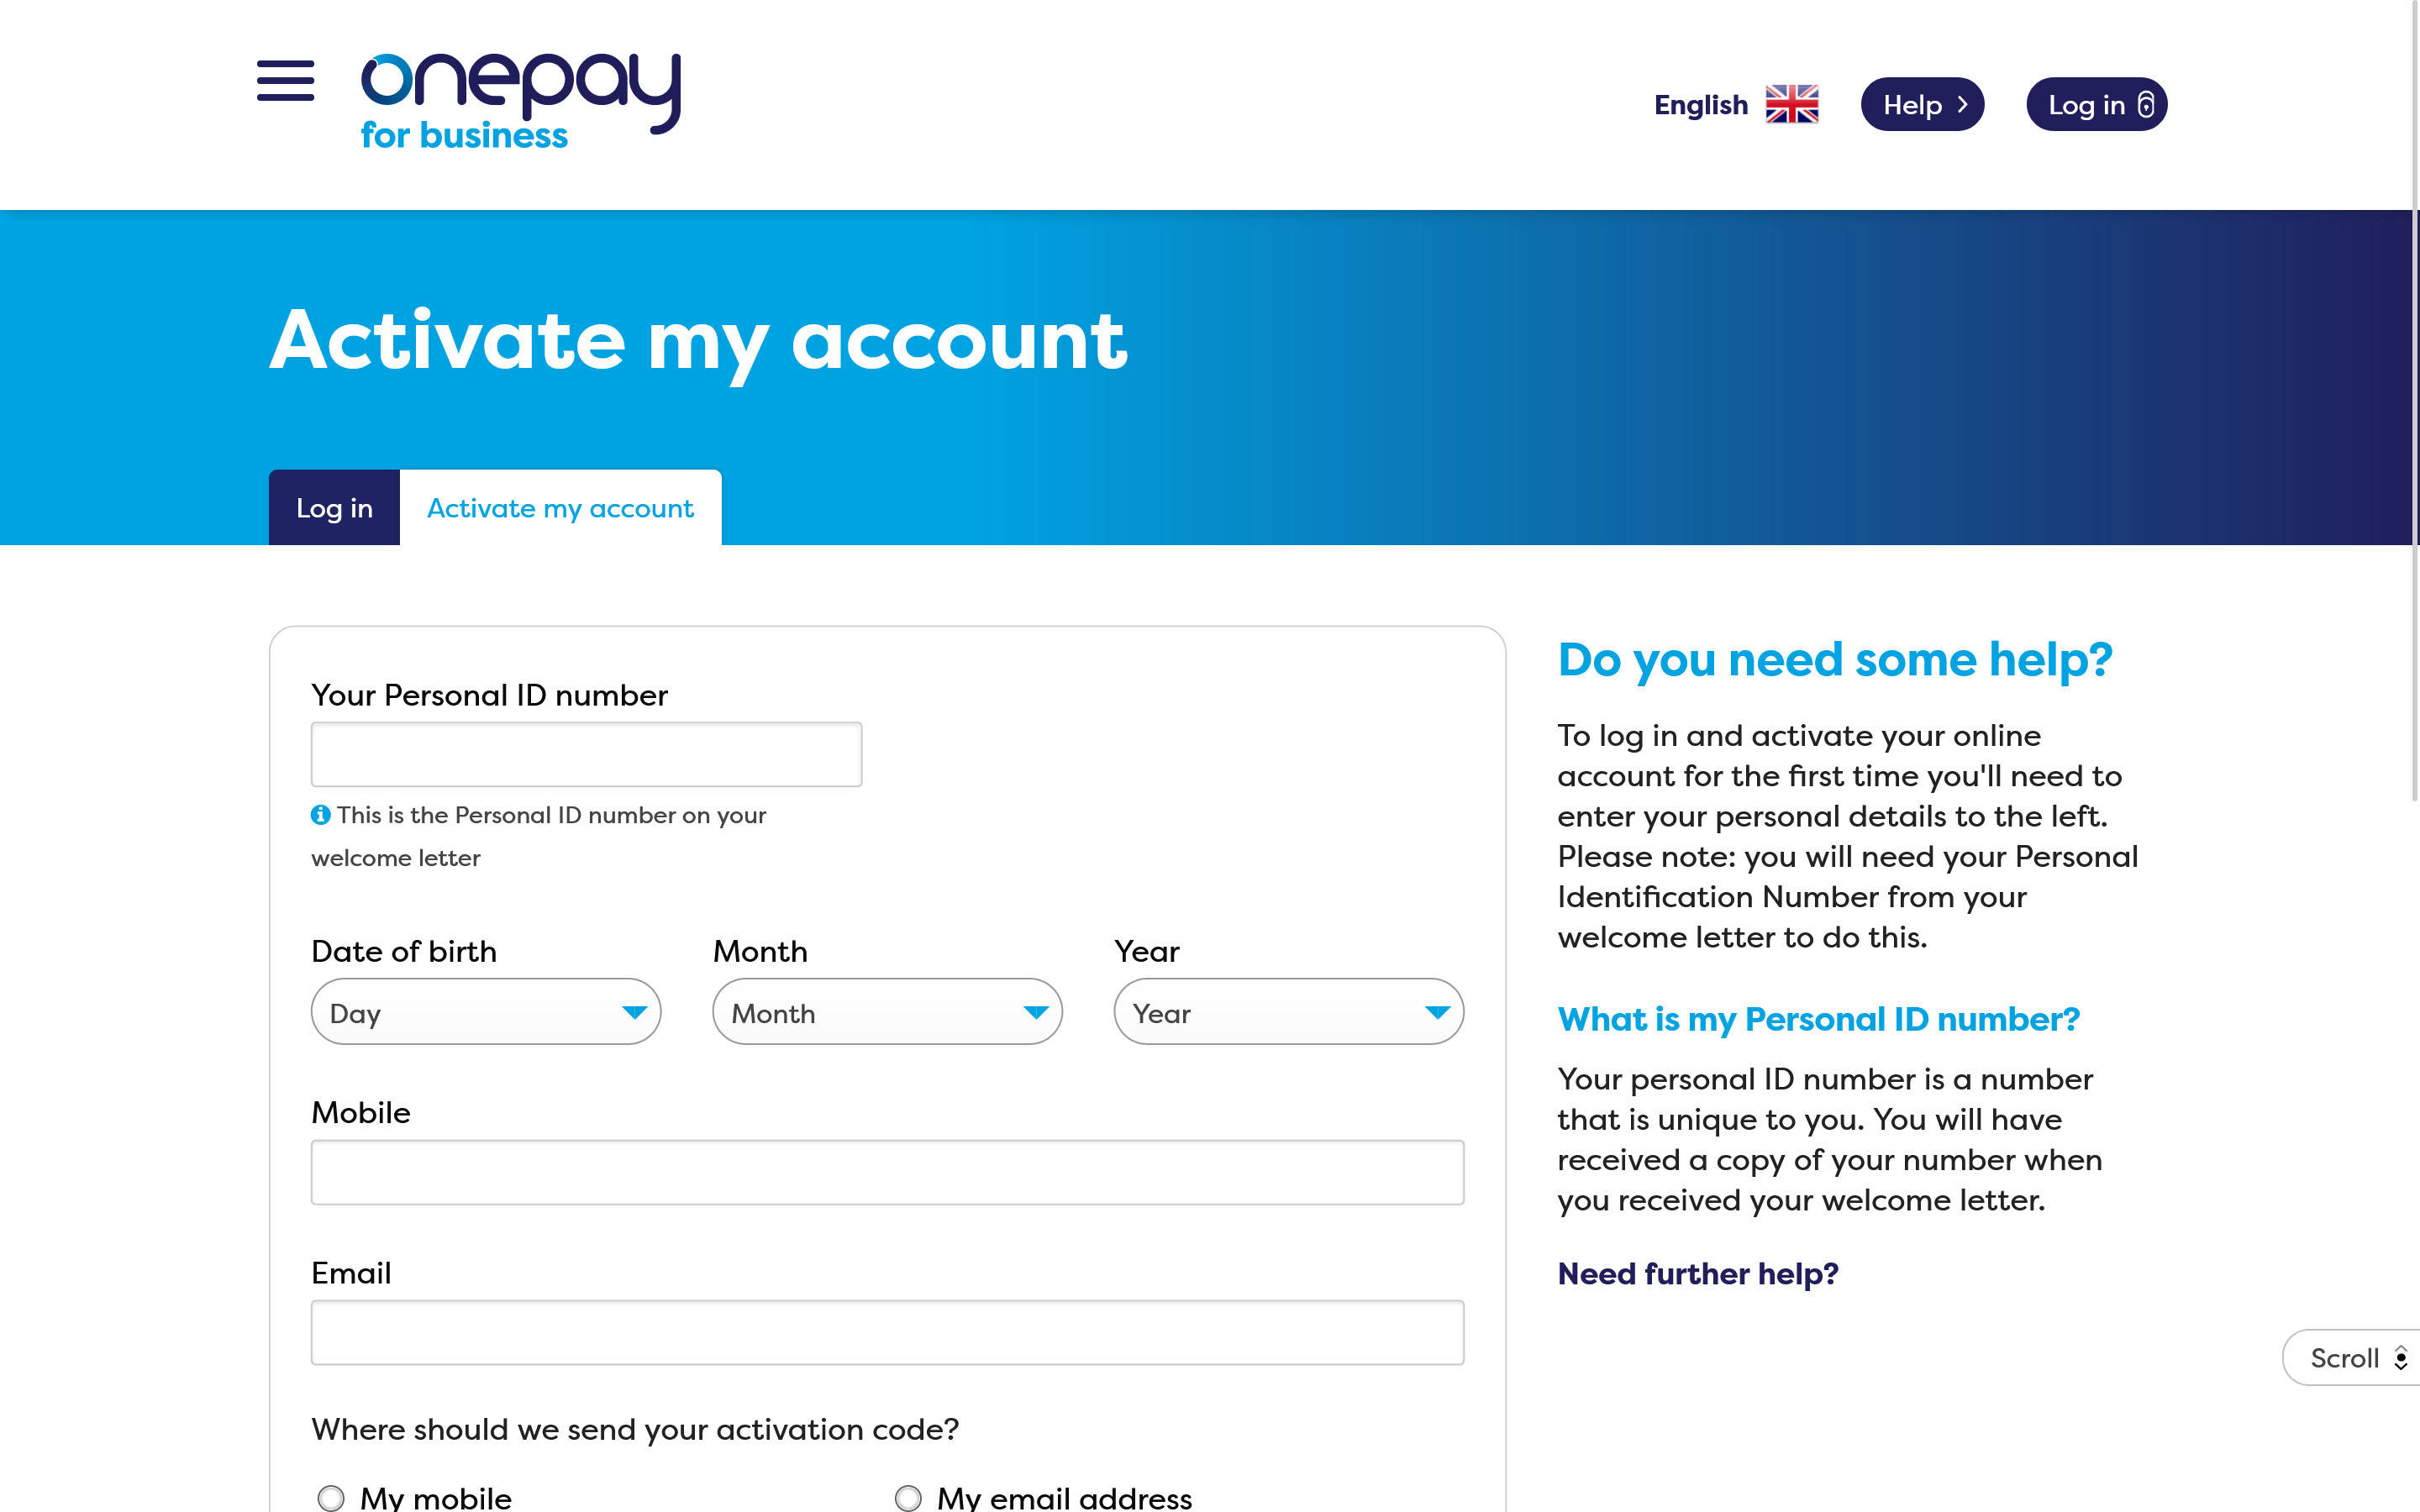 onepay
for business
English
Help
Log in
Activate my account
Log in
Activate my account
Your Personal ID number
This is the Personal ID number on your
welcome letter
Date of birth
Month
Year
Day
Month
Year
Mobile
Email
Where should we send your activation code?
My mobile
My email address
Do you need some help?
To log in and activate your online
account for the first time you'll need to
enter your personal details to the left.
Please note: you will need your Personal
Identification Number from your
welcome letter to do this.
What is my Personal ID number?
Your personal ID number is a number
that is unique to you. You will have
received a copy of your number when
you received your welcome letter.
Need further help?
Scroll